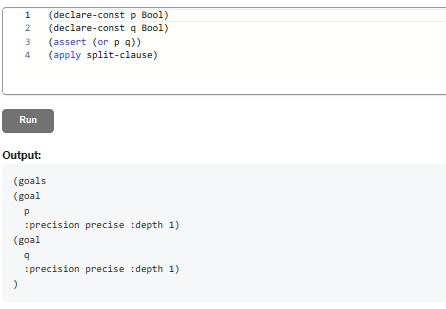 1 (declare-const p Bool)
2 (declare-const q Bool)
3 (assert (or p q))
4 (apply split-clause)
Run
Output:
(goals
(goal
  p
  :precision precise :depth 1)
(goal
  q
  :precision precise :depth 1)
)